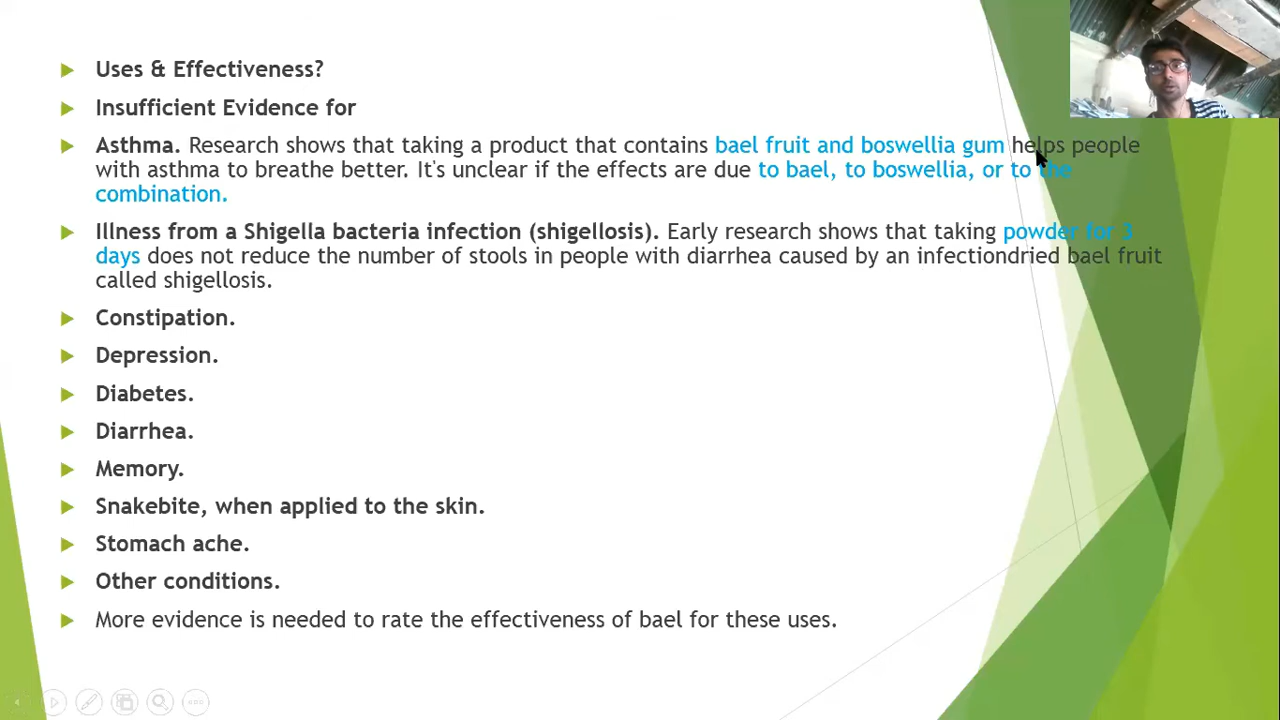 Uses & Effectiveness?
Insufficient Evidence for
Asthma. Research shows that taking a product that contains bael fruit and boswellia gum helps people
with asthma to breathe better. It's unclear if the effects are due to bael, to boswellia, or to the
combination.
Illness from a Shigella bacteria infection (shigellosis). Early research shows that taking powder for 3
days does not reduce the number of stools in people with diarrhea caused by an infectiondried bael fruit
called shigellosis.
Constipation.
Depression.
Diabetes.
Diarrhea.
Memory.
Snakebite, when applied to the skin.
Stomach ache.
Other conditions.
More evidence is needed to rate the effectiveness of bael for these uses.